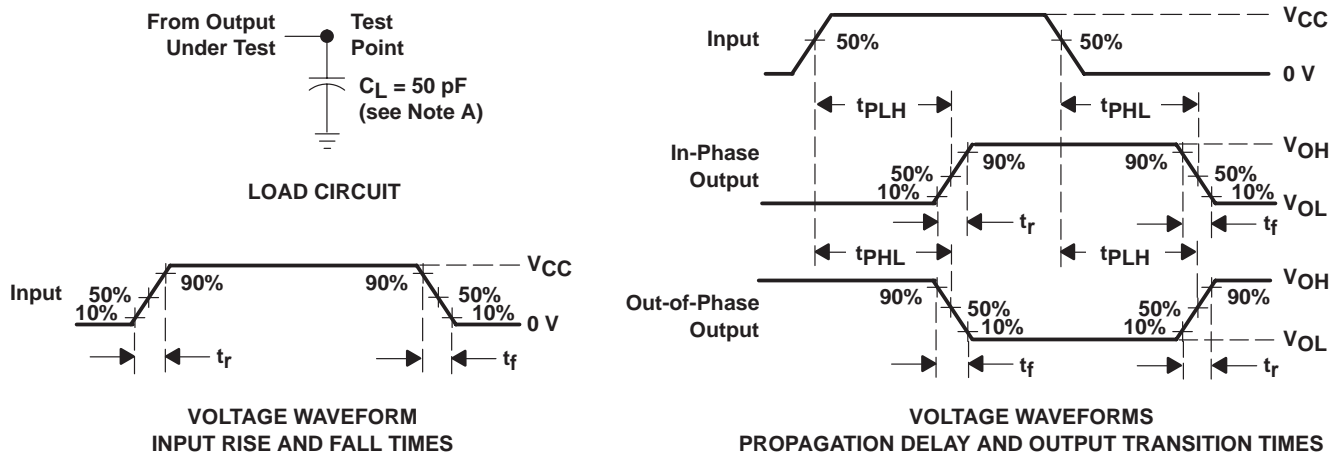 From Output
Under Test
Test
Point
CL = 50 pF
(see Note A)
LOAD CIRCUIT
Input
50%
10%
90%
90%
50%
10%
VCC
0 V
tr
tf
VOLTAGE WAVEFORM
INPUT RISE AND FALL TIMES
Input
50%
50%
VCC
0 V
tPLH
tPHL
In-Phase
Output
50%
10%
90%
90%
50%
10%
VOH
VOL
tr
tf
tPHL
tPLH
Out-of-Phase
Output
90%
50%
10%
50%
10%
90%
VOH
VOL
tf
tr
VOLTAGE WAVEFORMS
PROPAGATION DELAY AND OUTPUT TRANSITION TIMES